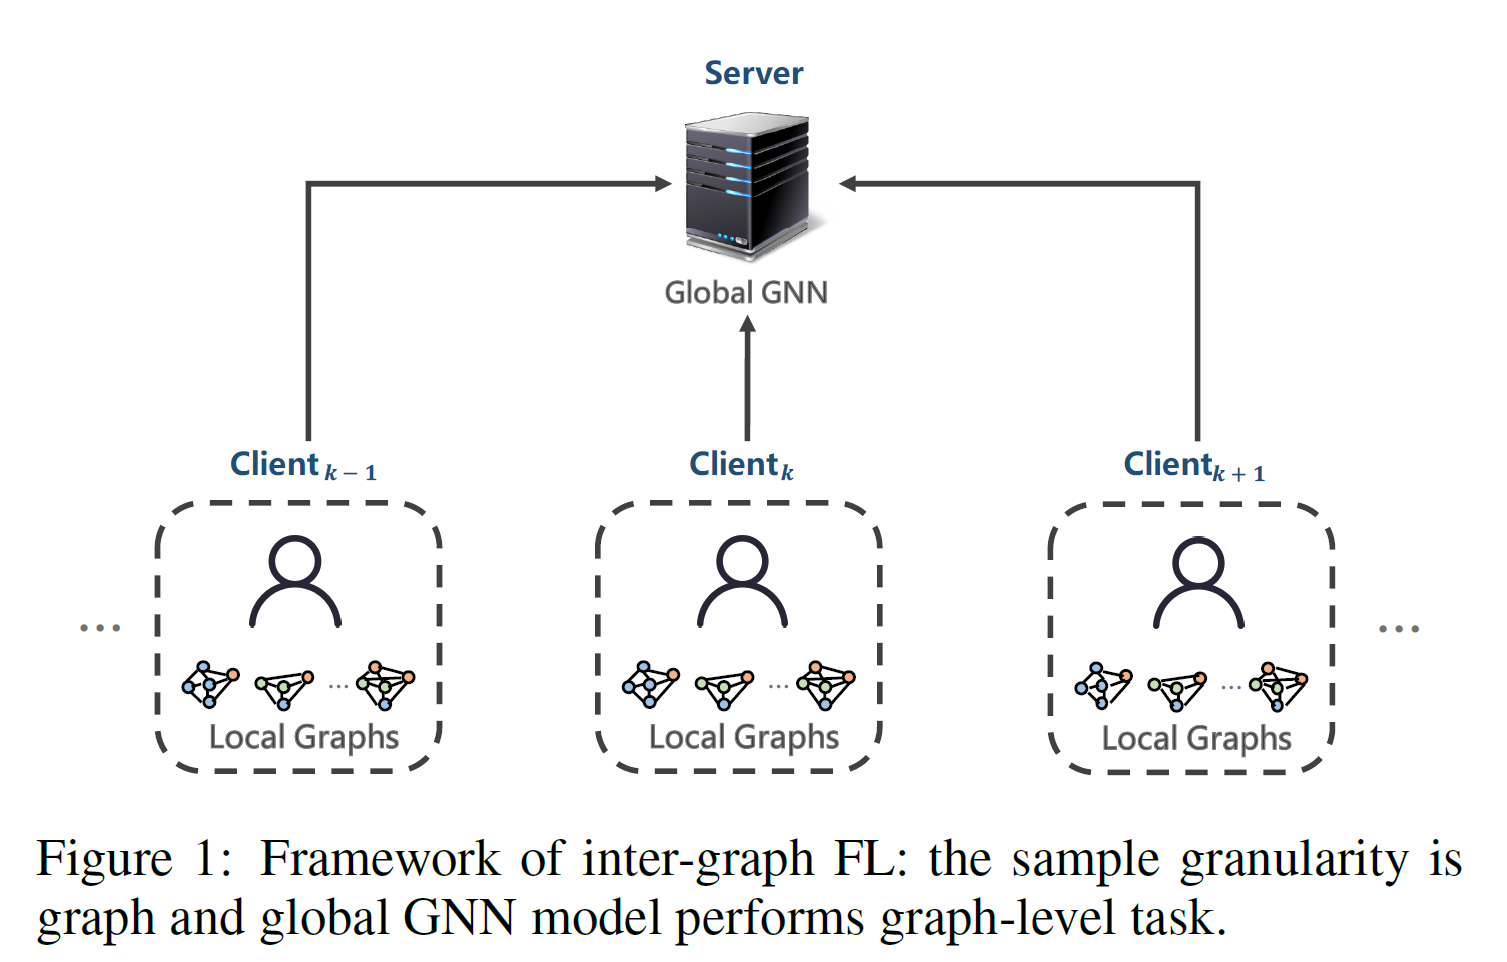 Server
Global GNN
Client k − 1
Client k
Client k + 1
...
...
...
...
...
Local Graphs
Local Graphs
Local Graphs
Figure 1: Framework of inter-graph FL: the sample granularity is
graph and global GNN model performs graph-level task.